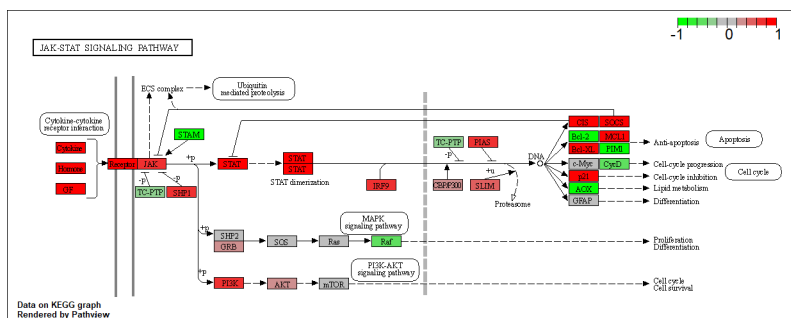 -1 0 1
JAK-STAT SIGNALING PATHWAY
ECS complex
Ubiquitin
mediated proteolysis
Cytokine-cytokine
receptor interaction
STAM
Cytokine
Hormone
GF
Receptor
JAK
+p
STAT
STAT
STAT
STAT dimerization
-p
-p
TC-PTP
SHP1
IRF9
TC-PTP
PIAS
-p
CBP/P300
SLIM
+u
Proteasome
DNA
CIS
SOCS
Bcl-2
MCL1
Bcl-XL
PIM1
c-Myc
CycD
p21
AOX
GFAP
Anti-apoptosis
Apoptosis
Cell-cycle progression
Cell cycle
Cell-cycle inhibition
Lipid metabolism
Differentiation
+p
SHP2
GRB
SOS
Ras
Raf
MAPK
signaling pathway
Proliferation
Differentiation
+p
PI3K
AKT
mTOR
PI3K-AKT
signaling pathway
Cell cycle
Cell survival
Data on KEGG graph
Rendered by Pathview